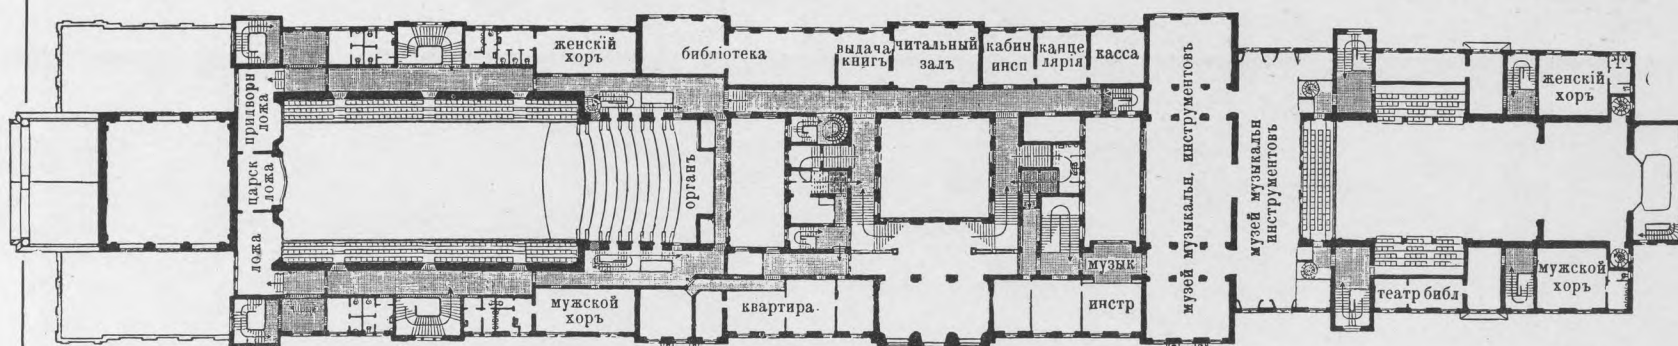 женскій
хоръ
библіотека
выдача
книгъ
читальный
залъ
кабин
инсп
канце
лярія
касса
придворн
ложа
царск
ложа
ложа
органъ
музей музыкальн. инструментовъ
музей музыкальн
инструментовъ
женскій
хоръ
музык
инстр
мужской
хоръ
квартира.
театр библ
мужской
хоръ